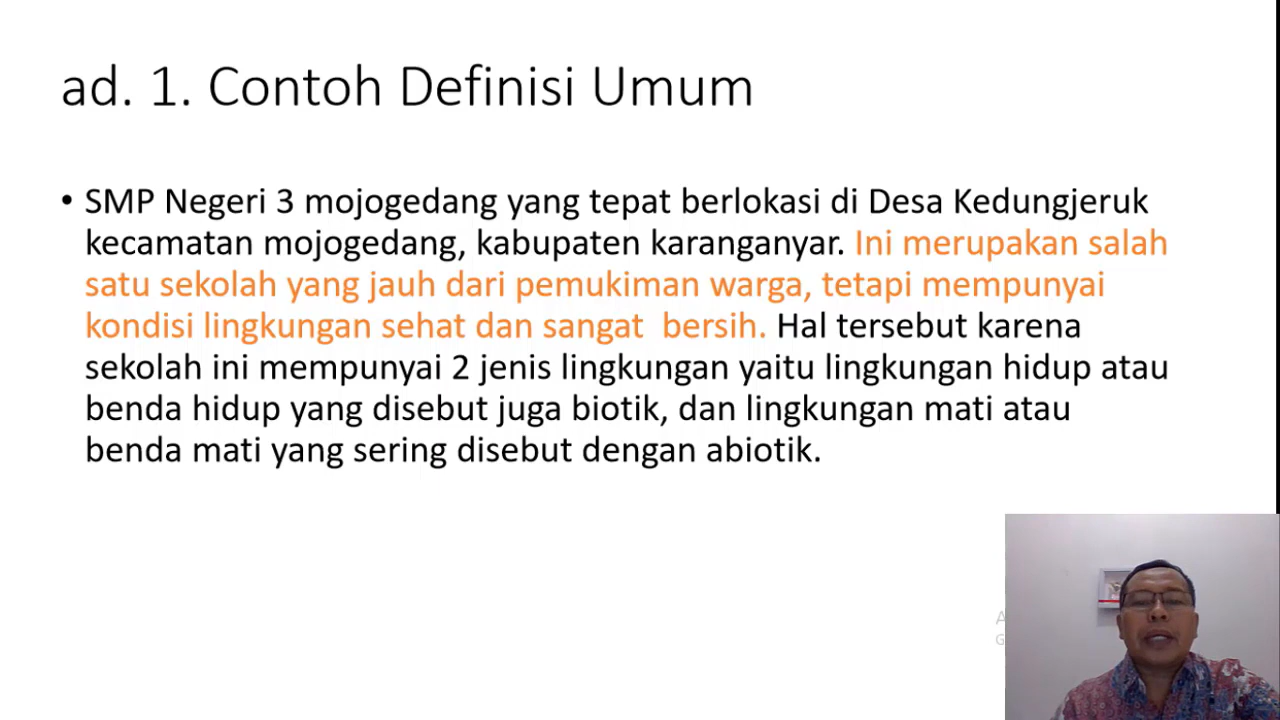 ad. 1. Contoh Definisi Umum
• SMP Negeri 3 mojogedang yang tepat berlokasi di Desa Kedungjeruk
kecamatan mojogedang, kabupaten karanganyar. Ini merupakan salah
satu sekolah yang jauh dari pemukiman warga, tetapi mempunyai
kondisi lingkungan sehat dan sangat  bersih. Hal tersebut karena
sekolah ini mempunyai 2 jenis lingkungan yaitu lingkungan hidup atau
benda hidup yang disebut juga biotik, dan lingkungan mati atau
benda mati yang sering disebut dengan abiotik.